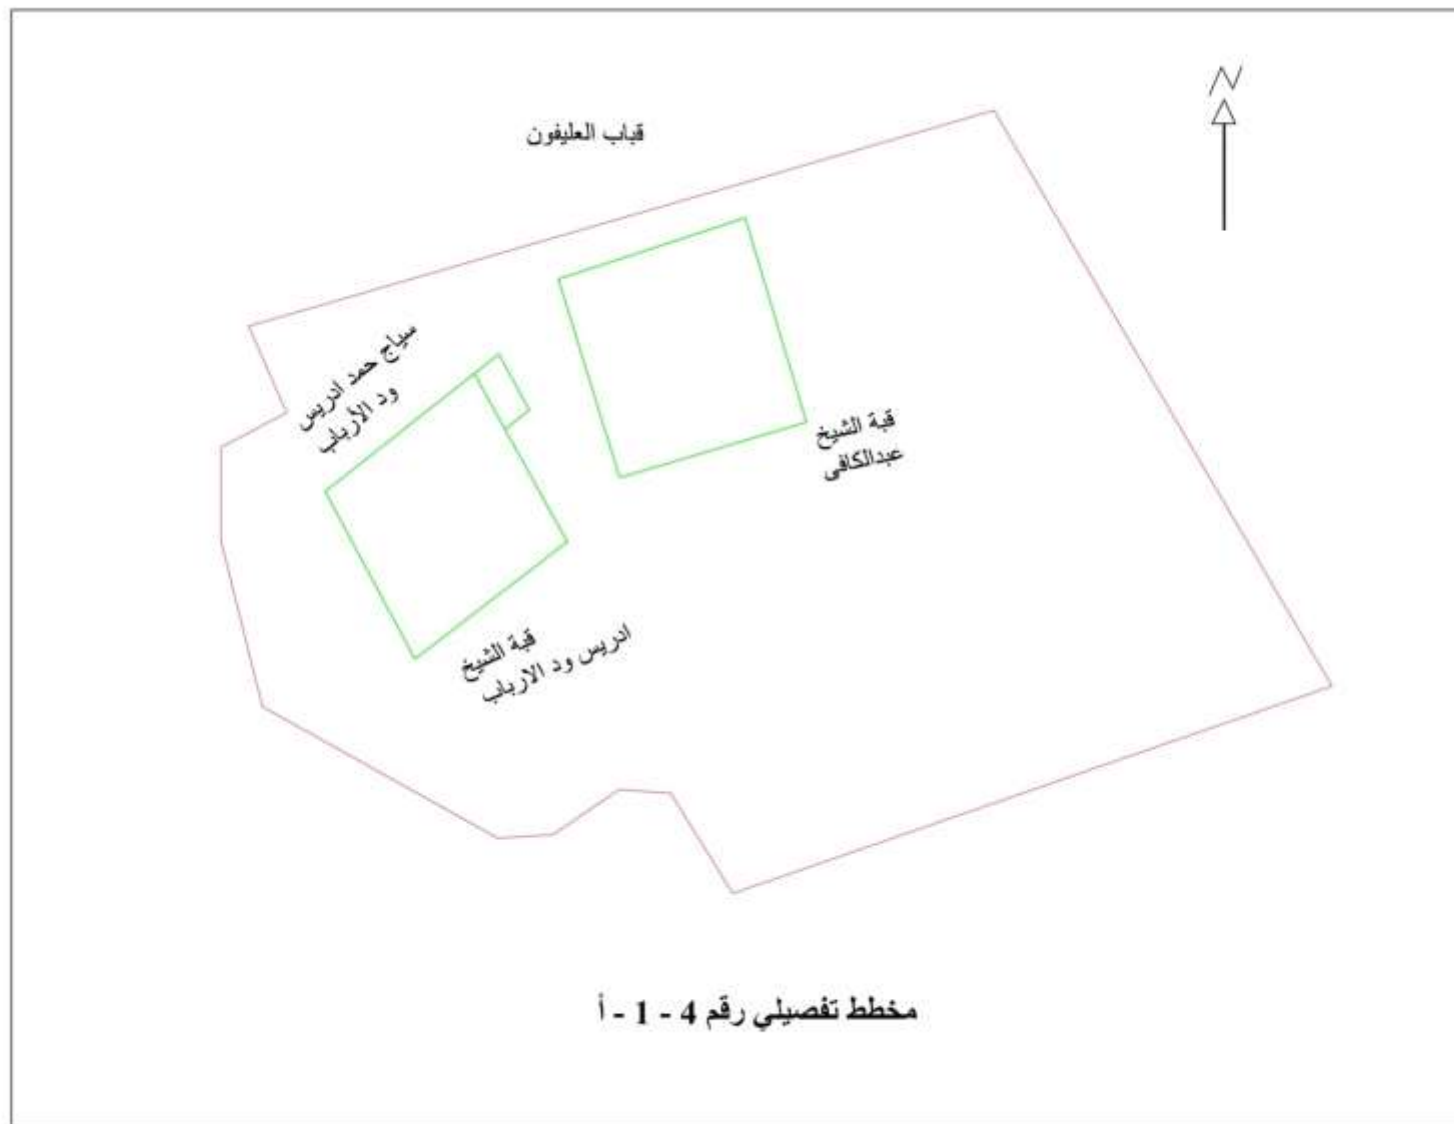 قباب العليفون
N
سياج حمد ادريس
ود الأرباب
قبة الشيخ
عبدالكافى
قبة الشيخ
ادريس ود الارباب
مخطط تفصيلي رقم 4 - 1 - أ